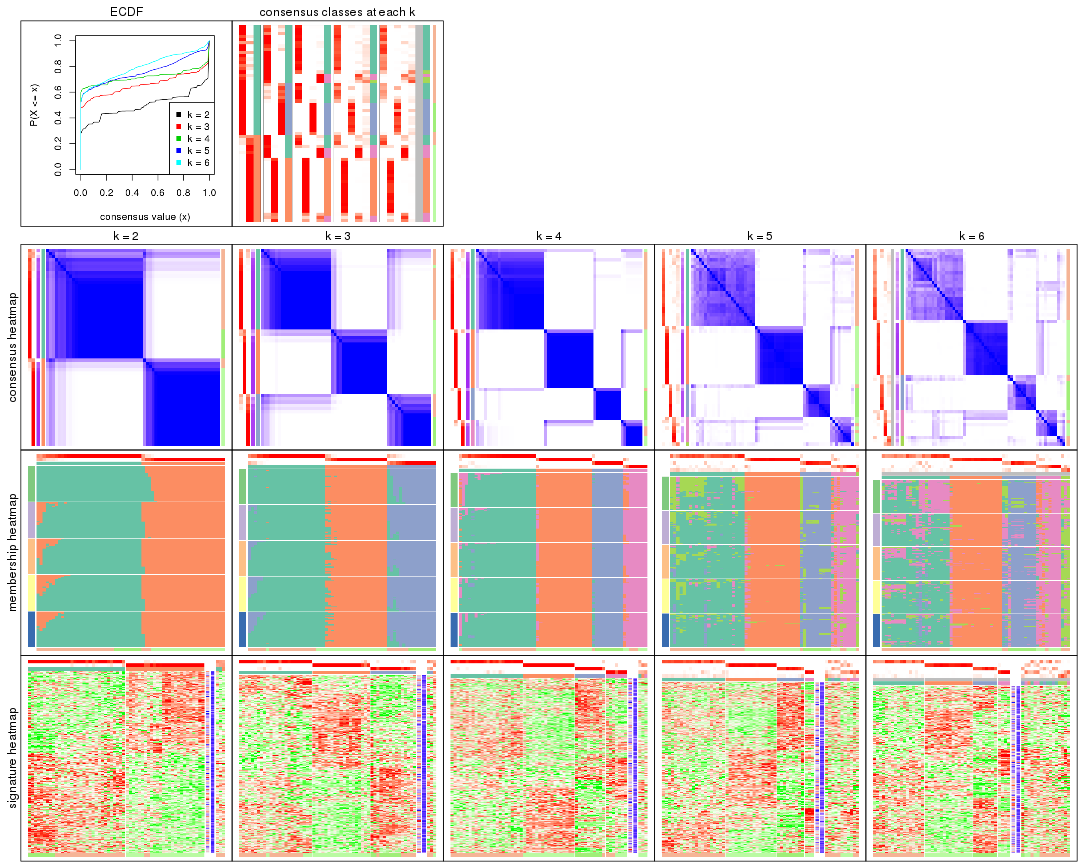 ECDF
consensus classes at each k
P(X <= x)
0.0 0.2 0.4 0.6 0.8 1.0
k = 2
k = 3
k = 4
k = 5
k = 6
0.0 0.2 0.4 0.6 0.8 1.0
consensus value (x)
k = 2
k = 3
k = 4
k = 5
k = 6
consensus heatmap
membership heatmap
signature heatmap